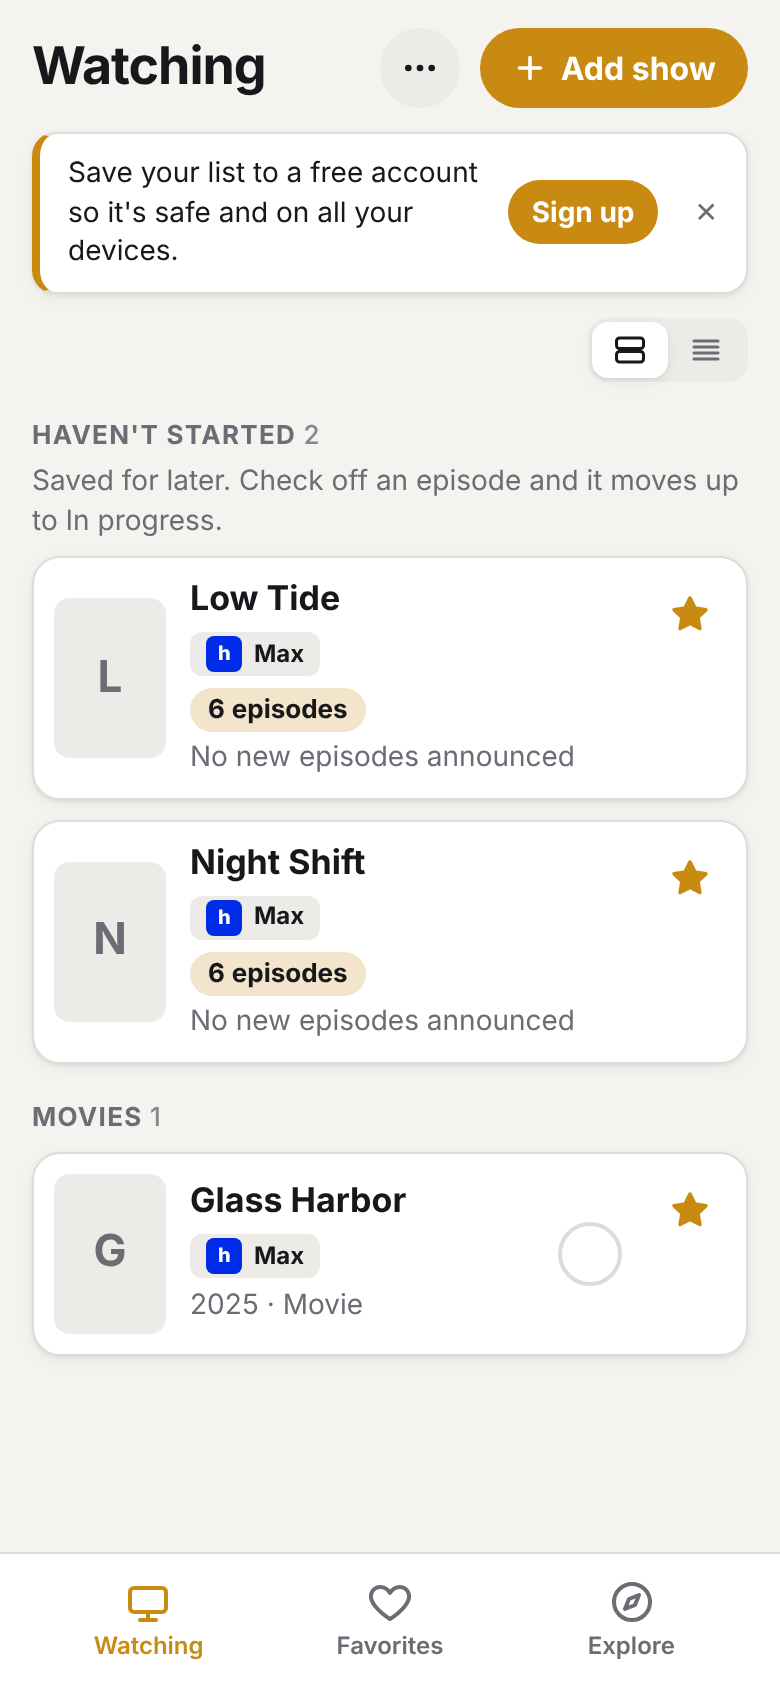 Watching
Add show
Save your list to a free account
so it's safe and on all your
devices.
Sign up
HAVEN'T STARTED 2
Saved for later. Check off an episode and it moves up
to In progress.
L
Low Tide
h Max
6 episodes
No new episodes announced
N
Night Shift
h Max
6 episodes
No new episodes announced
MOVIES 1
G
Glass Harbor
h Max
2025 · Movie
Watching
Favorites
Explore